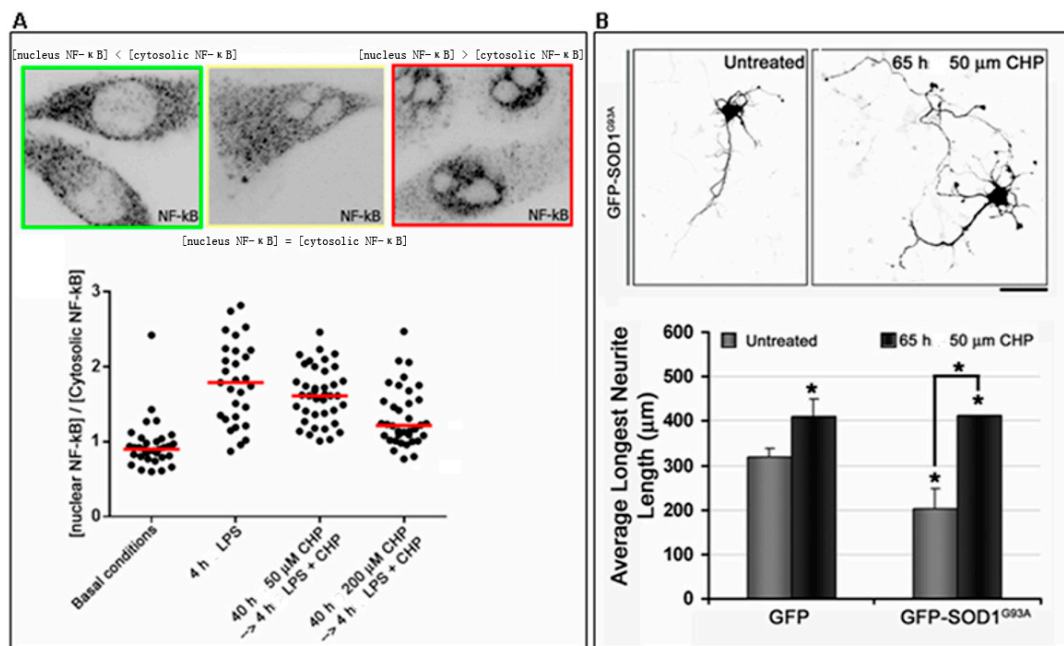 A
[nucleus NF-κB] < [cytosolic NF-κB]
[nucleus NF-κB] > [cytosolic NF-κB]
NF-kB
NF-kB
NF-kB
[nucleus NF-κB] = [cytosolic NF-κB]
[nuclear NF-kB] / [Cytosolic NF-kB]
3
2
1
0
Basal conditions
4 h LPS
40 h 50 µM CHP
--> 4 h LPS + CHP
40 h 200 µM CHP
--> 4 h LPS + CHP
B
GFP-SOD1G93A
Untreated
65 h 50 µm CHP
Average Longest Neurite
Length (µm)
600
500
400
300
200
100
0
Untreated
65 h 50 µm CHP
*
*
*
*
GFP
GFP-SOD1G93A